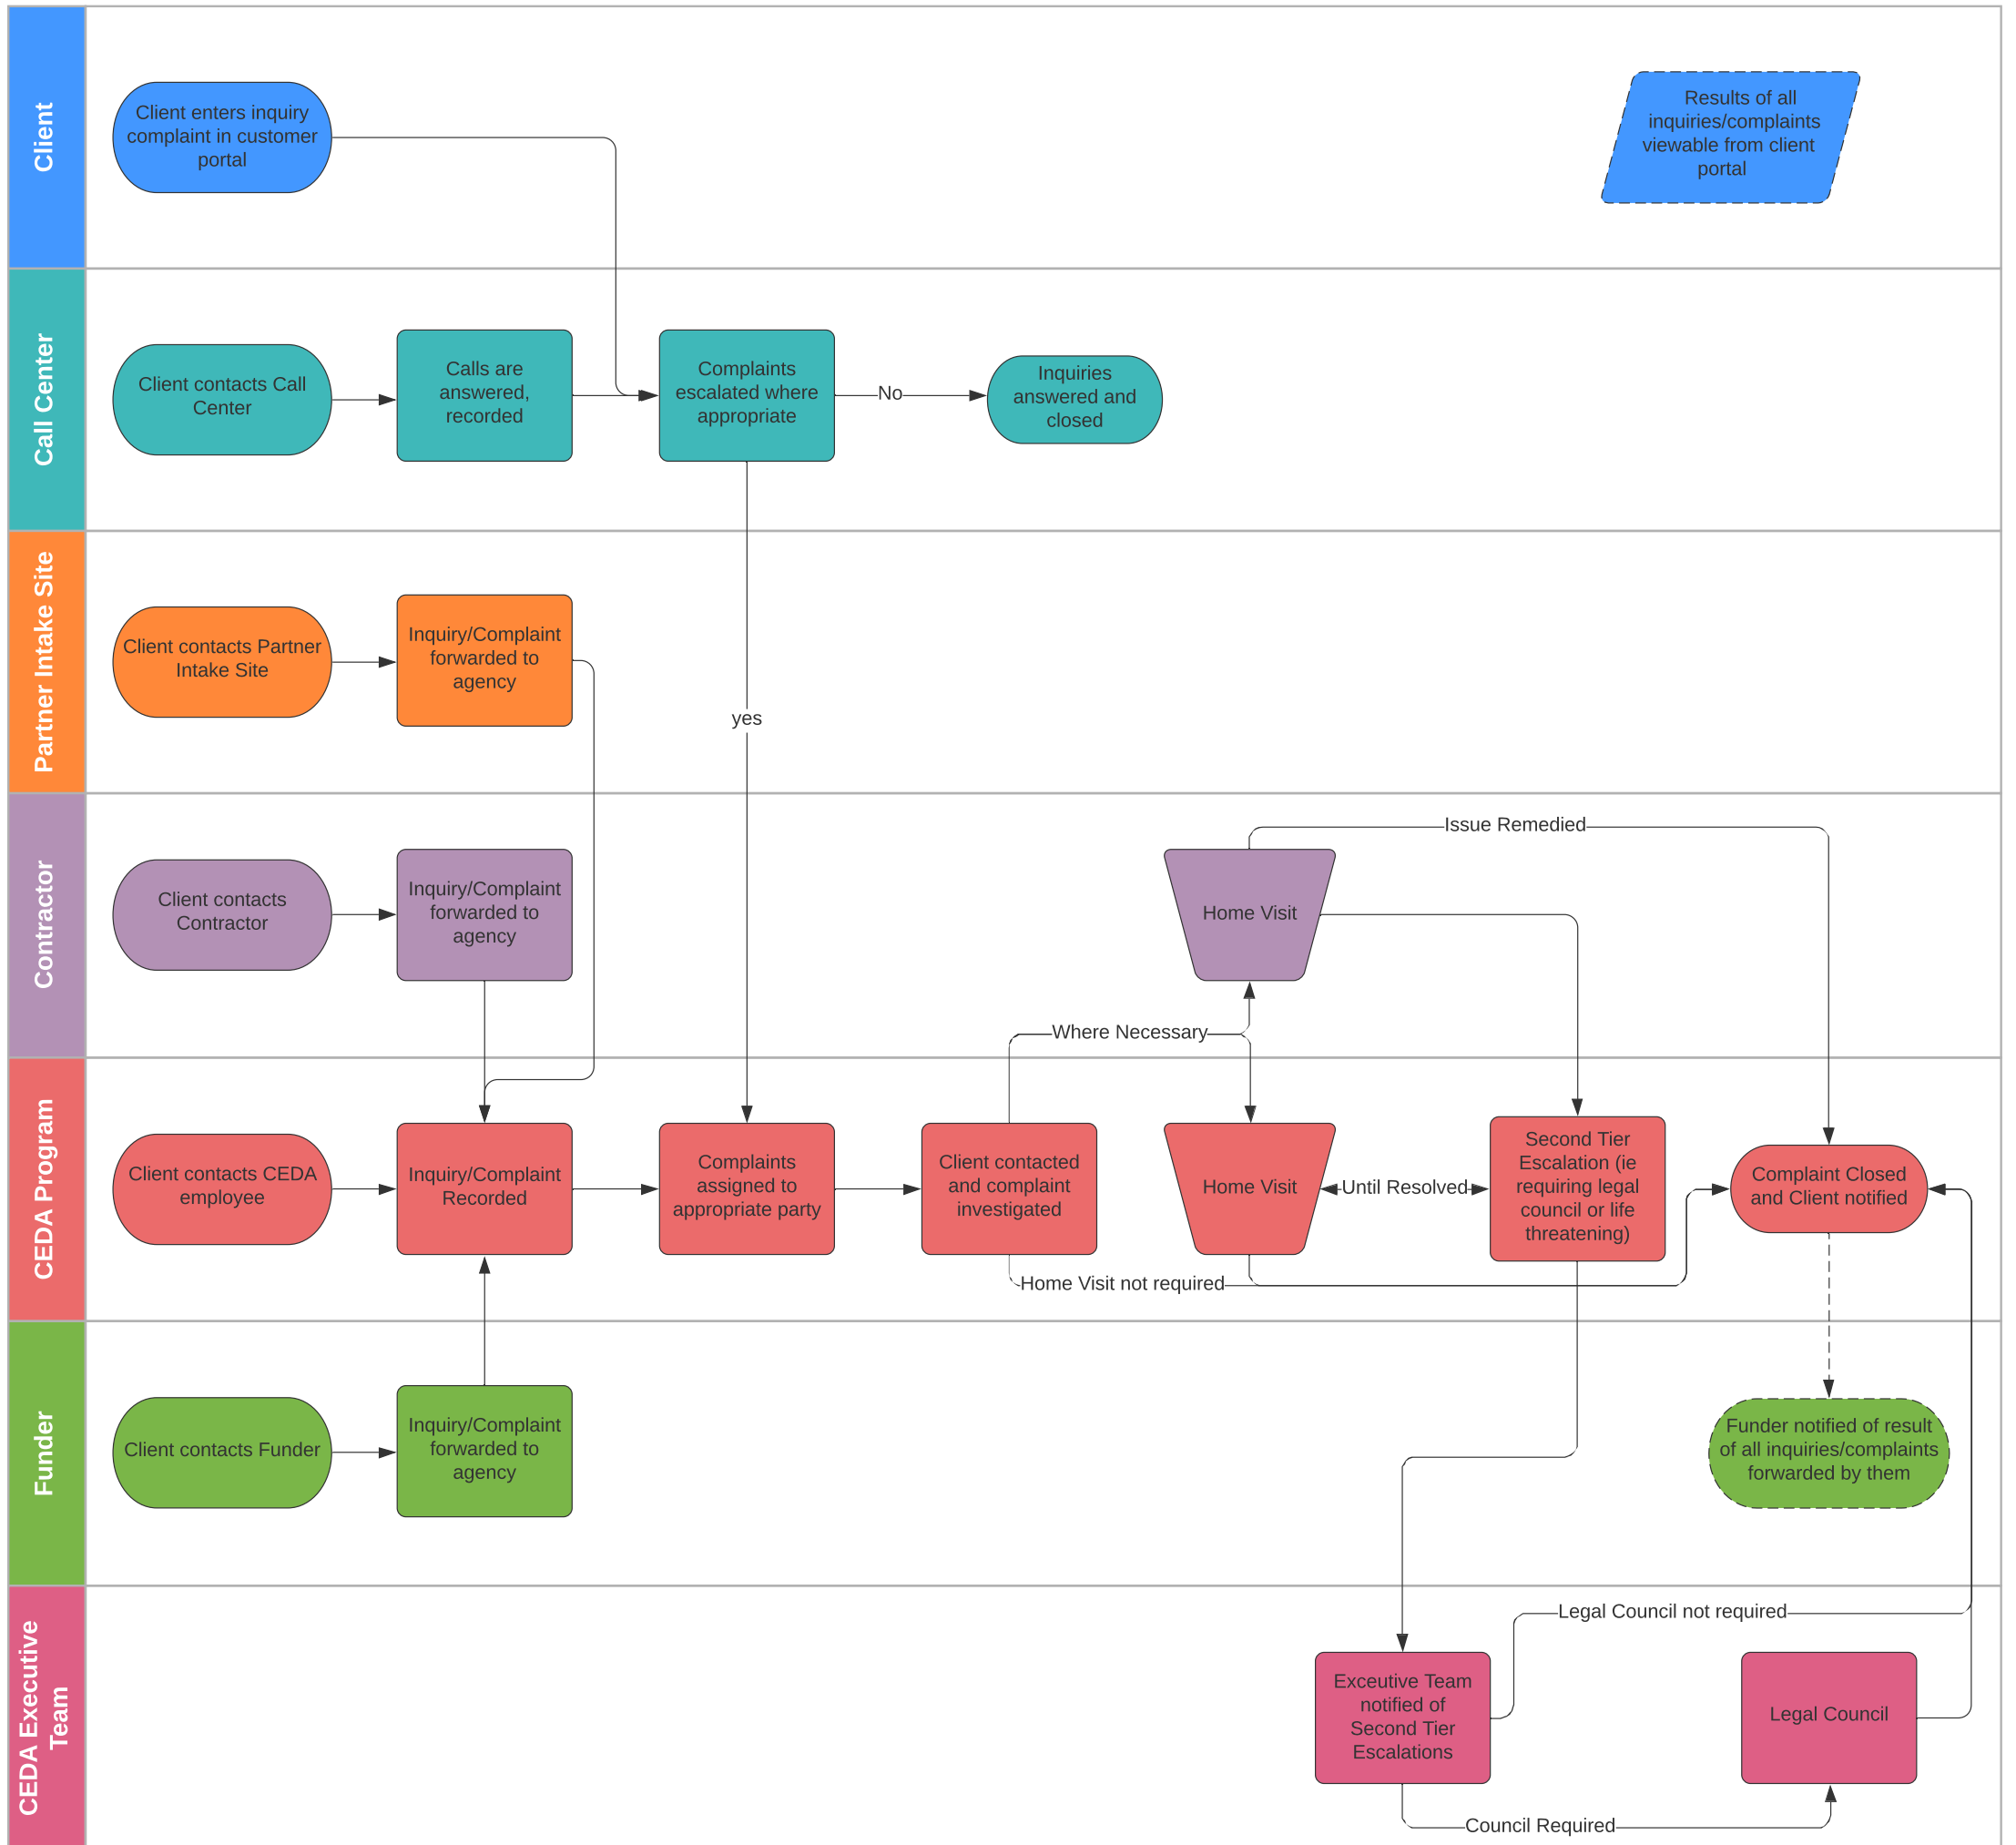 Client
Client enters inquiry
complaint in customer
portal
Results of all
inquiries/complaints
viewable from client
portal
Call Center
Client contacts Call
Center
Calls are
answered,
recorded
Complaints
escalated where
appropriate
No
Inquiries
answered and
closed
Partner Intake Site
Client contacts Partner
Intake Site
Inquiry/Complaint
forwarded to
agency
yes
Contractor
Client contacts
Contractor
Inquiry/Complaint
forwarded to
agency
Issue Remedied
Home Visit
Where Necessary
CEDA Program
Client contacts CEDA
employee
Inquiry/Complaint
Recorded
Complaints
assigned to
appropriate party
Client contacted
and complaint
investigated
Home Visit
Until Resolved
Second Tier
Escalation (ie
requiring legal
council or life
threatening)
Complaint Closed
and Client notified
Home Visit not required
Funder
Client contacts Funder
Inquiry/Complaint
forwarded to
agency
Funder notified of result
of all inquiries/complaints
forwarded by them
CEDA Executive
Team
Legal Council not required
Exceutive Team
notified of
Second Tier
Escalations
Legal Council
Council Required